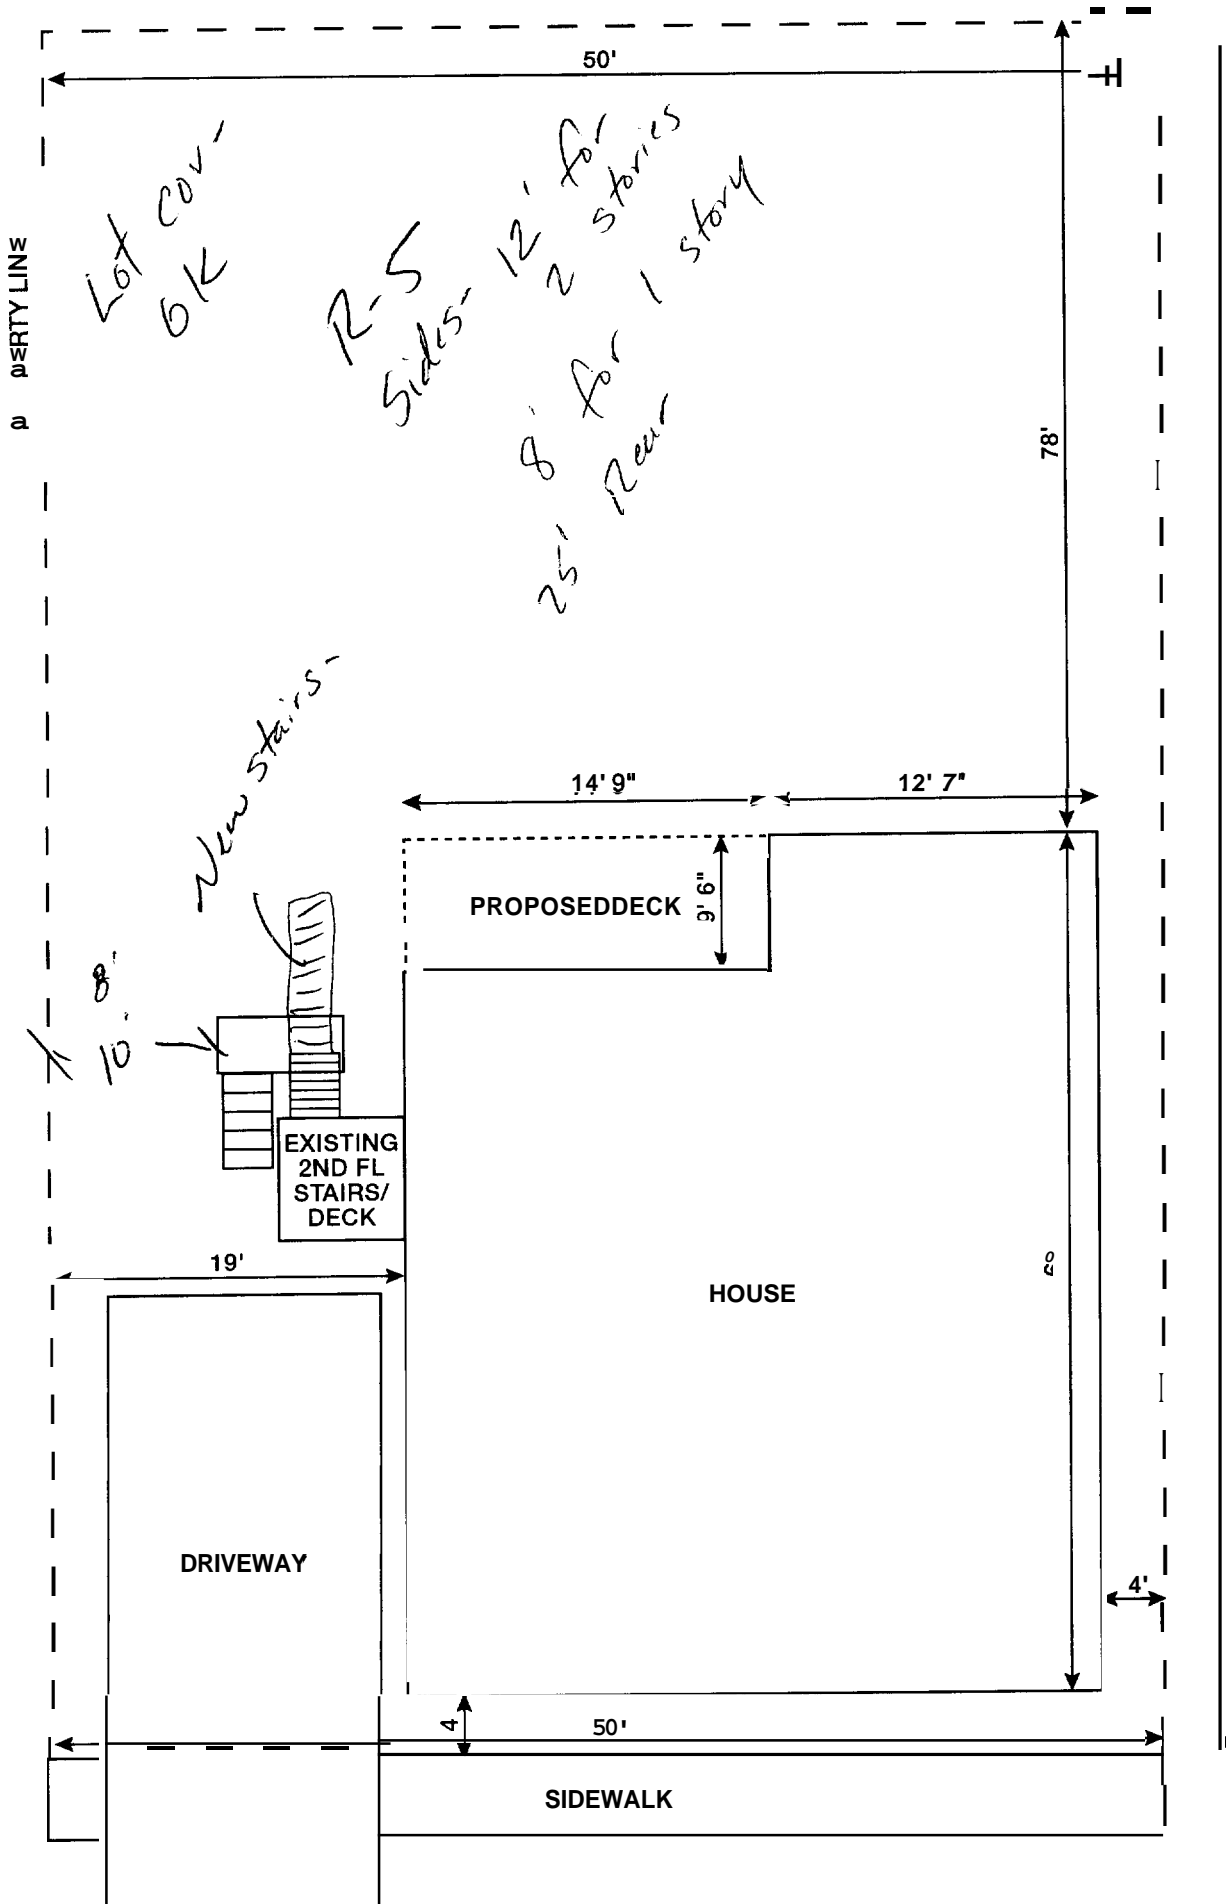 50'
Lot cov-
OK
R-5
Sides- 12' for
2 stories
8' for 1 story
25' Rear
78'
New stairs-
14' 9"
12' 7"
PROPOSEDDECK
9' 6"
8'
10'
EXISTING
2ND FL
STAIRS/
DECK
19'
HOUSE
DRIVEWAY
4'
4
50'
SIDEWALK